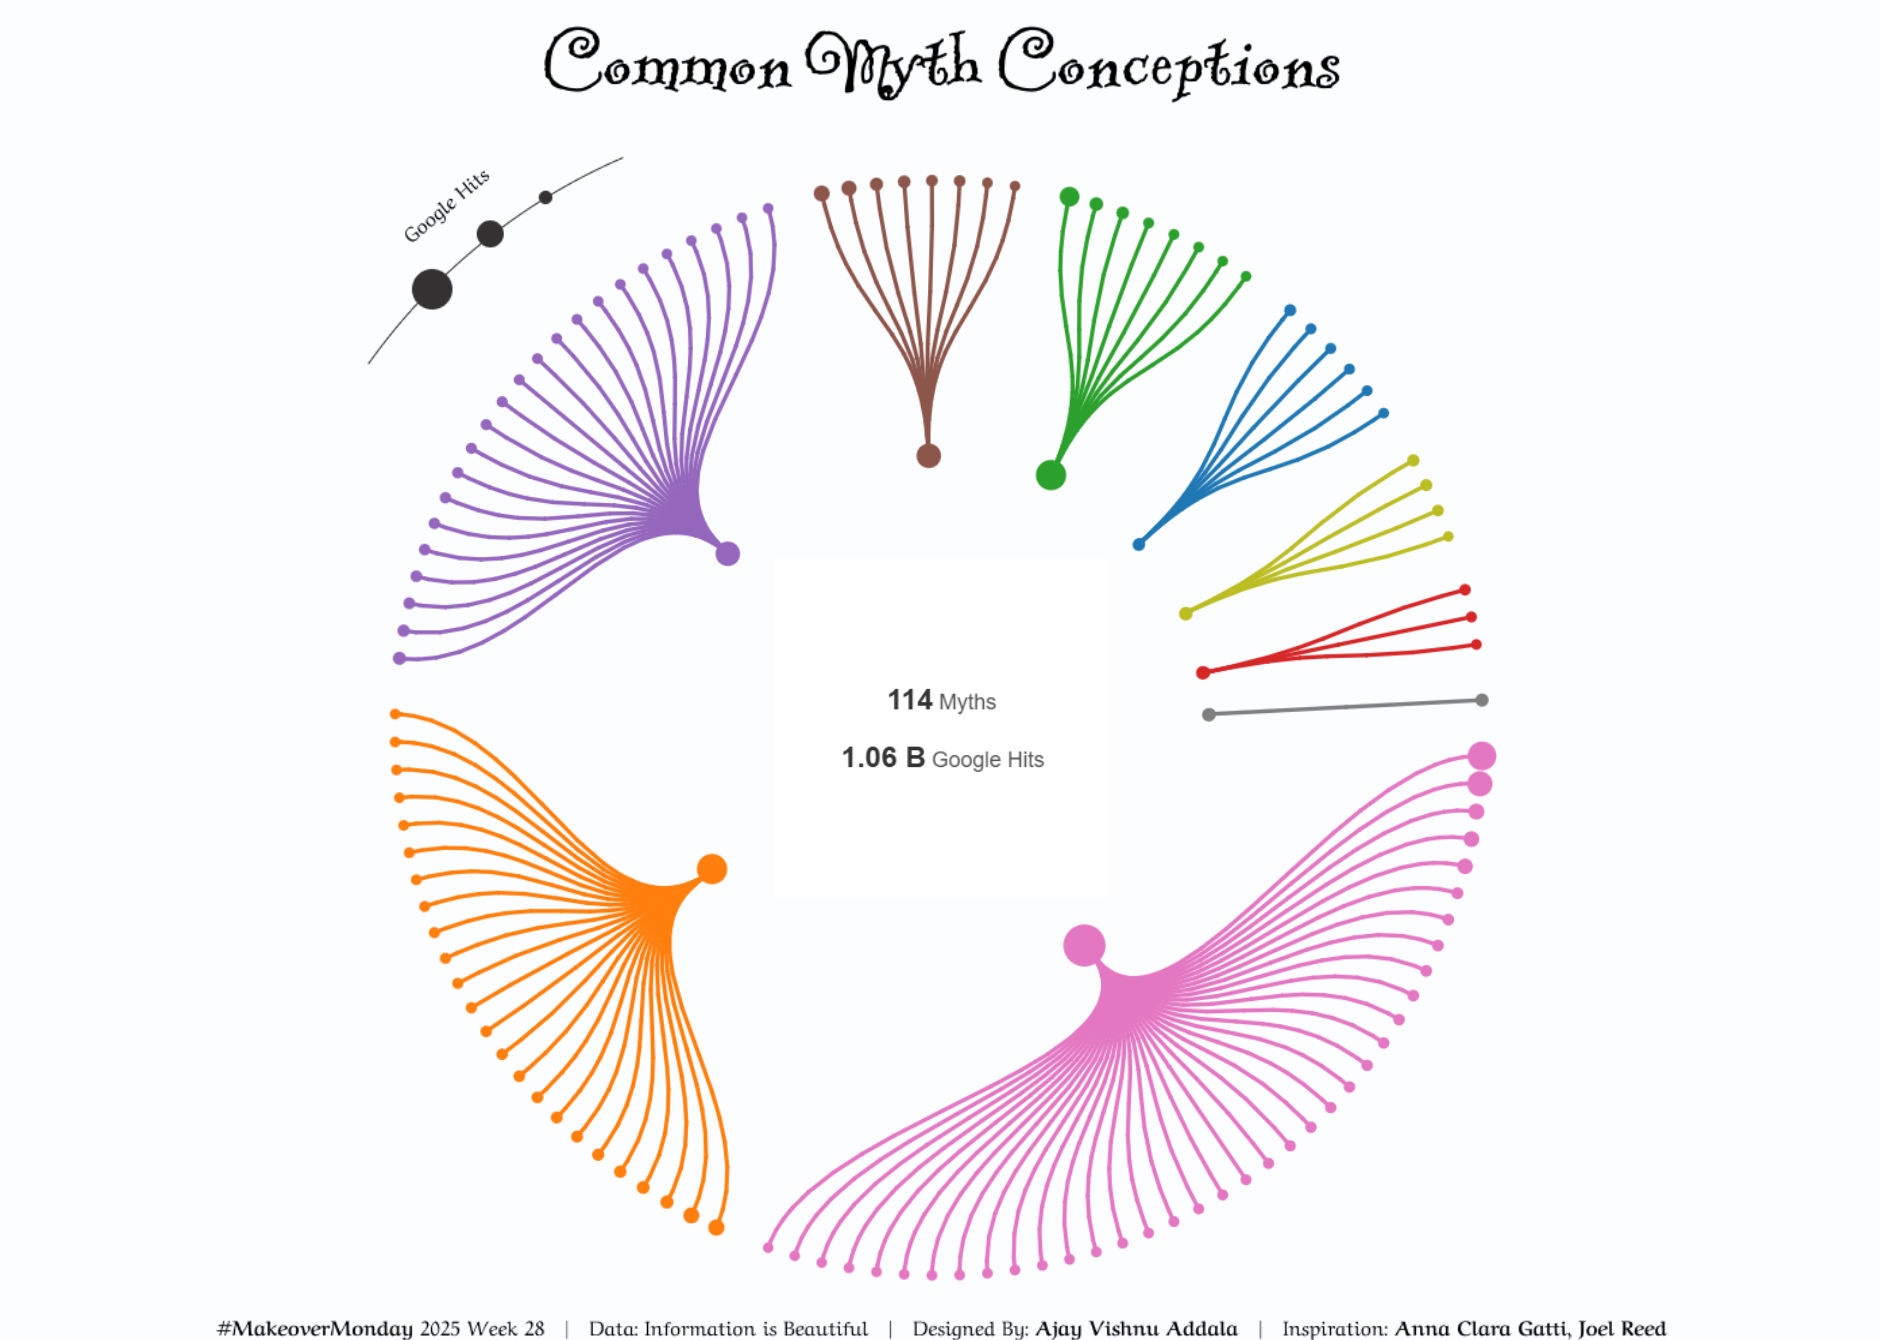 Common Myth Conceptions
Google Hits
114 Myths
1.06 B Google Hits
#MakeoverMonday 2025 Week 28 | Data: Information is Beautiful | Designed By: Ajay Vishnu Addala | Inspiration: Anna Clara Gatti, Joel Reed